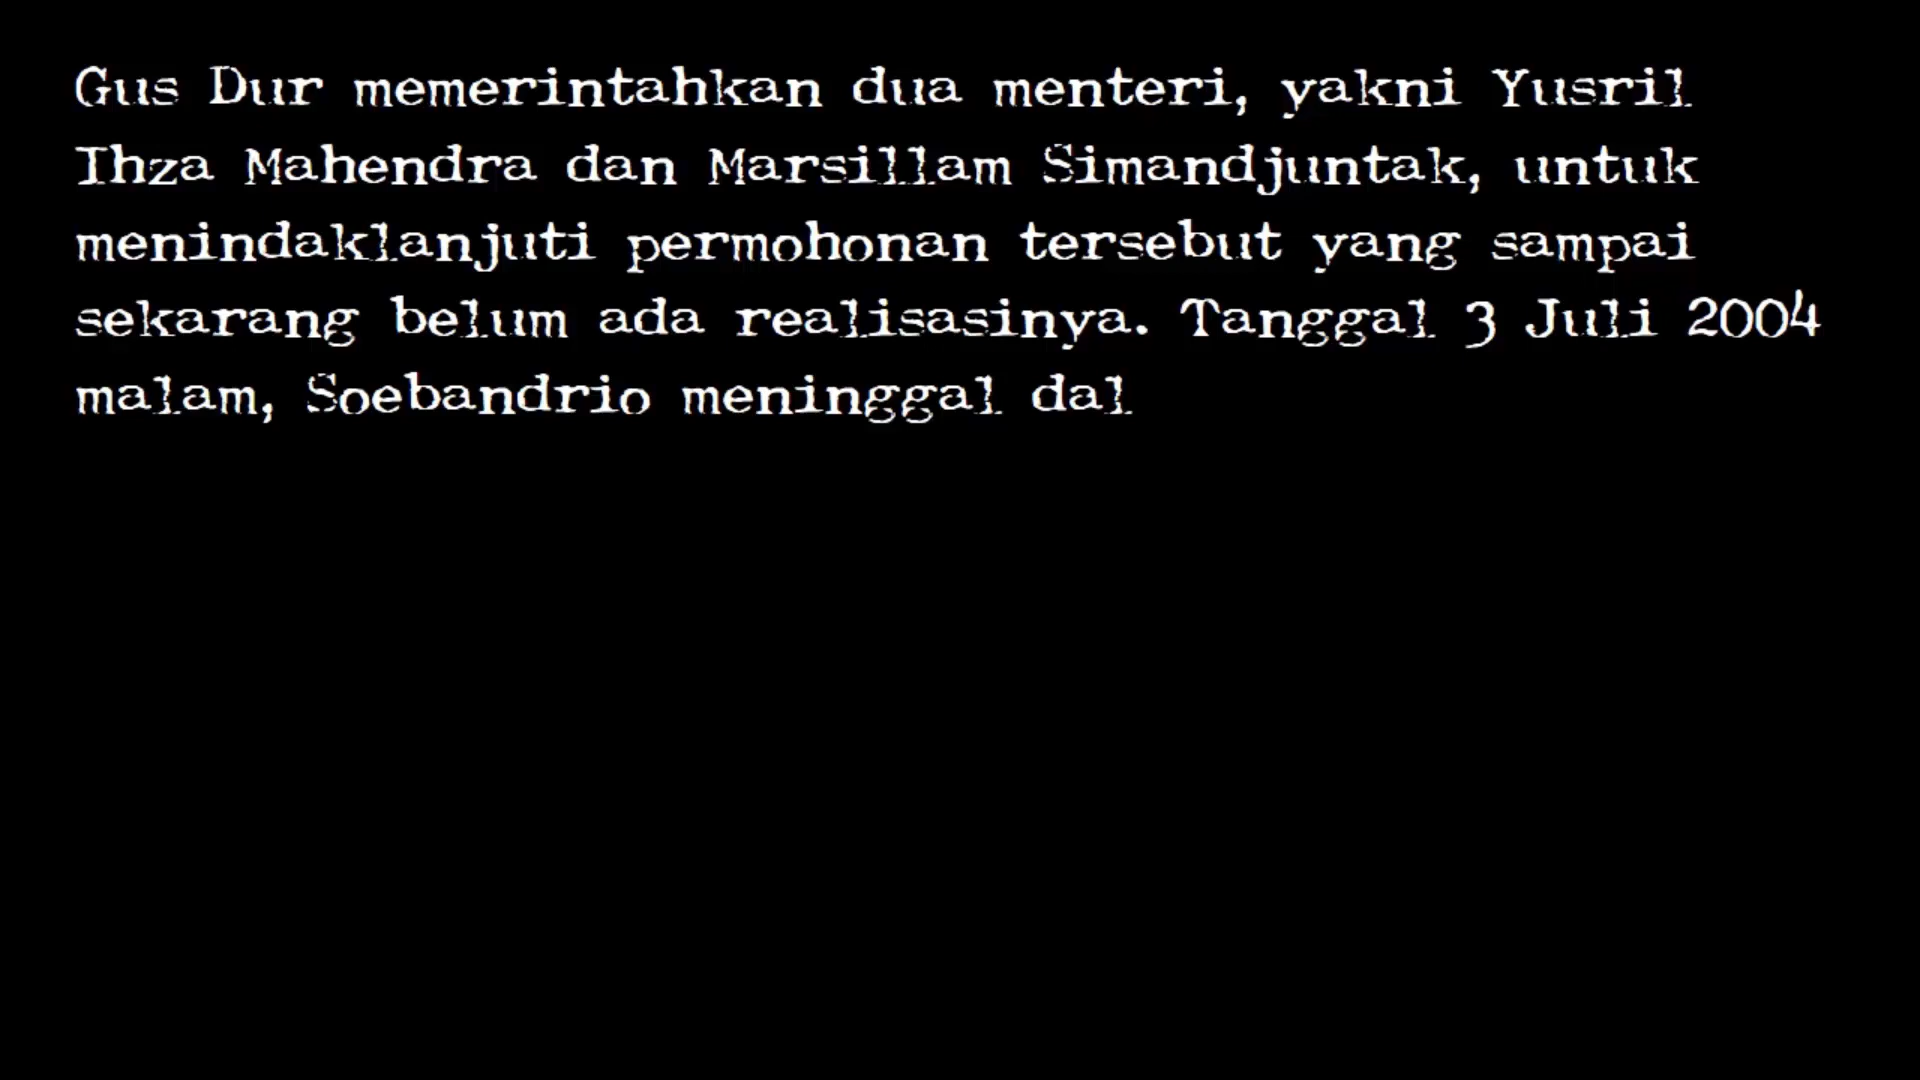 Gus Dur memerintahkan dua menteri, yakni Yusril
Ihza Mahendra dan Marsillam Simandjuntak, untuk
menindaklanjuti permohonan tersebut yang sampai
sekarang belum ada realisasinya. Tanggal 3 Juli 2004
malam, Soebandrio meninggal dal